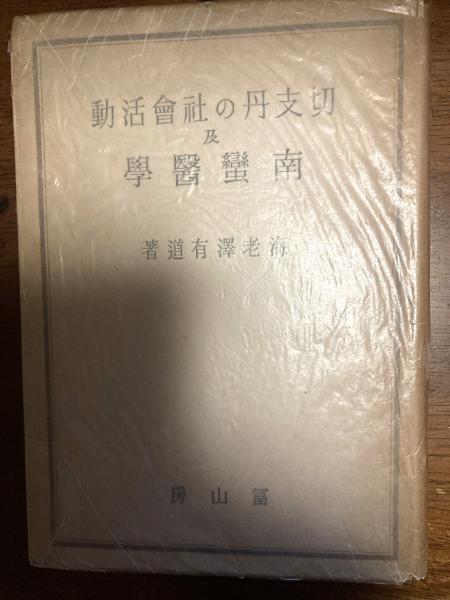 切支丹の社會活動
及
南蠻醫學
海老澤有道著
冨山房